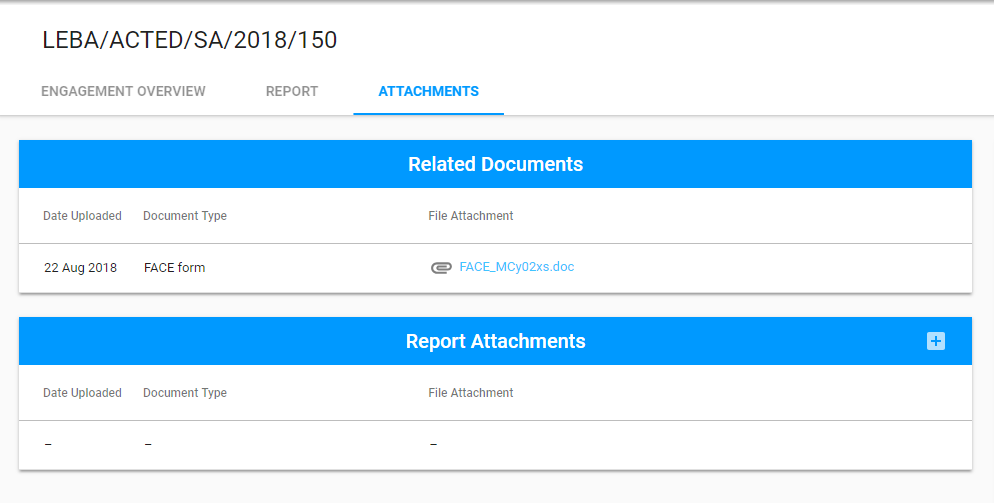 LEBA/ACTED/SA/2018/150
ENGAGEMENT OVERVIEW REPORT ATTACHMENTS
Related Documents
Date Uploaded Document Type File Attachment
22 Aug 2018 FACE form FACE_MCy02xs.doc
Report Attachments
Date Uploaded Document Type File Attachment
– – –